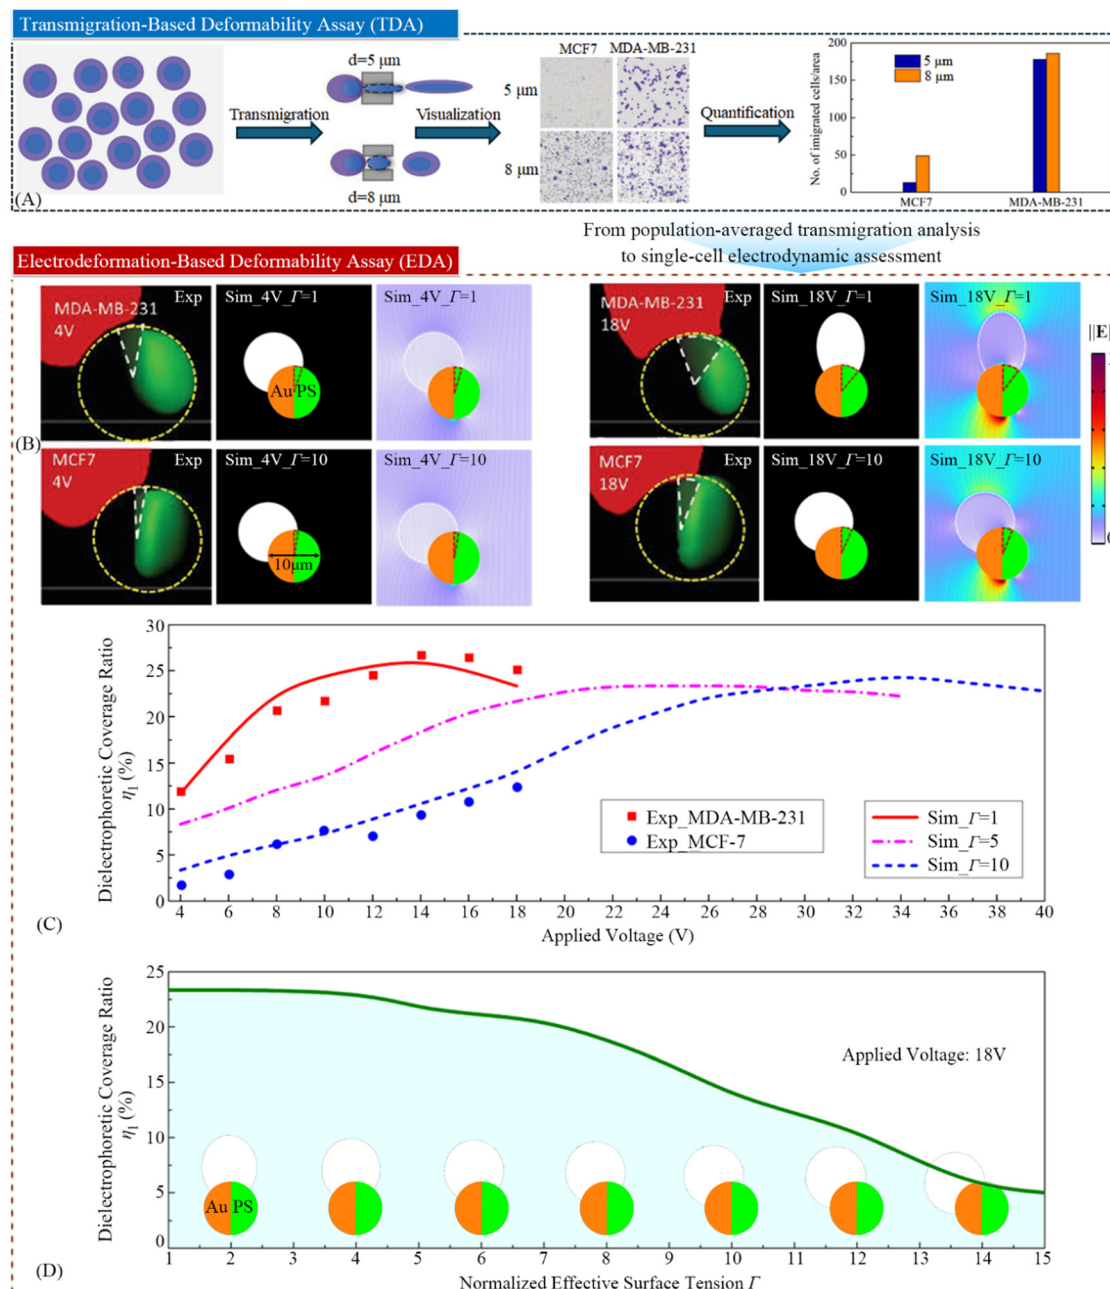 Transmigration-Based Deformability Assay (TDA)
MCF7 MDA-MB-231
d=5 μm
5 μm
Transmigration
Visualization
Quantification
8 μm
d=8 μm
(A)
200
150
100
50
0
No. of imigrated cells/area
5 μm
8 μm
MCF7
MDA-MB-231
From population-averaged transmigration analysis
to single-cell electrodynamic assessment
Electrodeformation-Based Deformability Assay (EDA)
MDA-MB-231
4V
Exp
Sim_4V_Γ=1
Au PS
Sim_4V_Γ=1
MDA-MB-231
18V
Exp
Sim_18V_Γ=1
Sim_18V_Γ=1
||E||
(B)
MCF7
4V
Exp
Sim_4V_Γ=10
10μm
Sim_4V_Γ=10
MCF7
18V
Exp
Sim_18V_Γ=10
Sim_18V_Γ=10
30
25
20
15
10
5
0
Dielectrophoretic Coverage Ratio
η1 (%)
Exp_MDA-MB-231
Exp_MCF-7
Sim_Γ=1
Sim_Γ=5
Sim_Γ=10
4 6 8 10 12 14 16 18 20 22 24 26 28 30 32 34 36 38 40
Applied Voltage (V)
(C)
25
20
15
10
5
0
Dielectrophoretic Coverage Ratio
η1 (%)
Applied Voltage: 18V
Au PS
1 2 3 4 5 6 7 8 9 10 11 12 13 14 15
Normalized Effective Surface Tension Γ
(D)